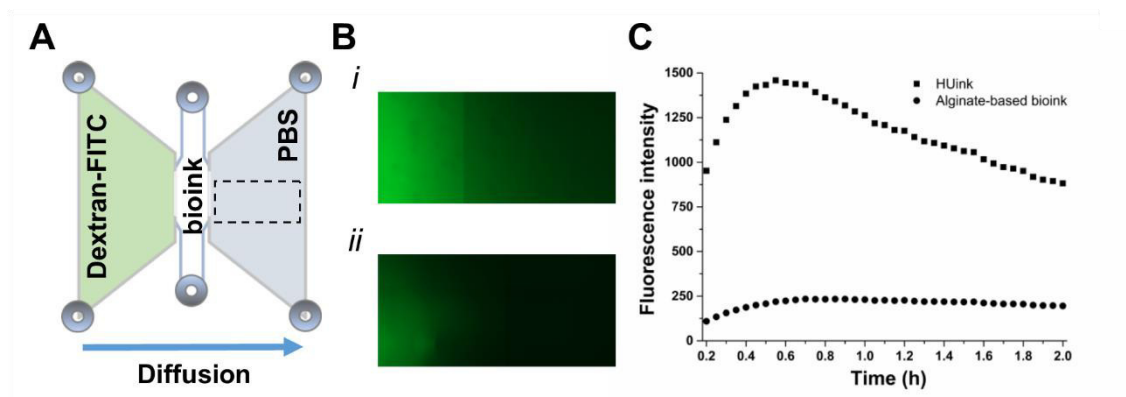 A
Dextran-FITC
bioink
PBS
Diffusion
B
i
ii
C
Fluorescence intensity
1500
1250
1000
750
500
250
0
HUink
Alginate-based bioink
0.2 0.4 0.6 0.8 1.0 1.2 1.4 1.6 1.8 2.0
Time (h)